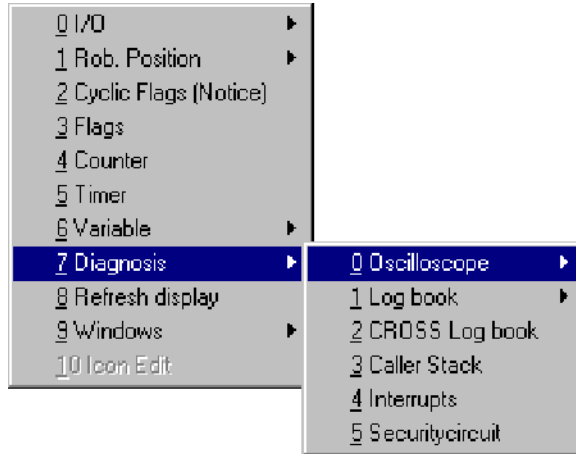 0 I/O
1 Rob. Position
2 Cyclic Flags (Notice)
3 Flags
4 Counter
5 Timer
6 Variable
7 Diagnosis
8 Refresh display
9 Windows
10 Icon Edit
0 Oscilloscope
1 Log book
2 CROSS Log book
3 Caller Stack
4 Interrupts
5 Securitycircuit